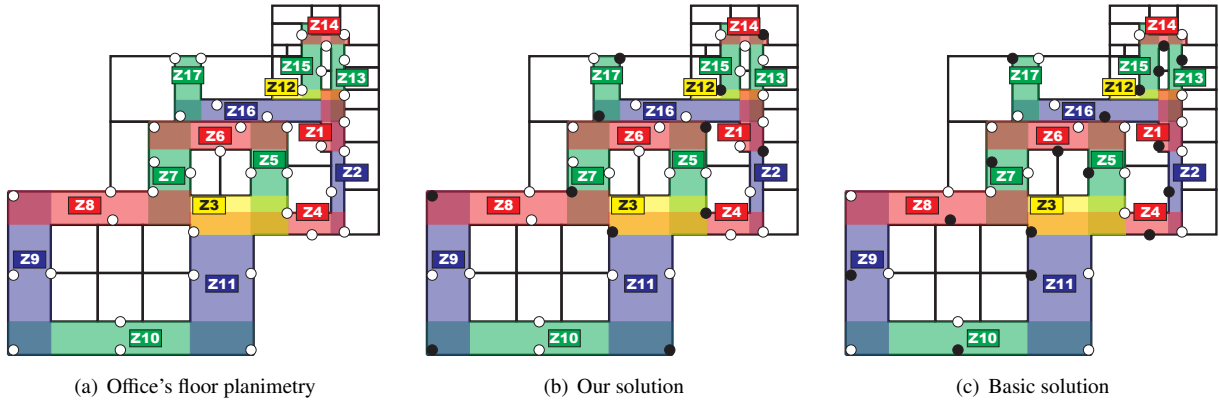 Z14
Z15
Z17
Z13
Z12
Z16
Z1
Z6
Z5
Z2
Z7
Z3
Z8
Z4
Z9
Z11
Z10
(a) Office's floor planimetry
Z14
Z15
Z17
Z13
Z12
Z16
Z1
Z6
Z5
Z2
Z7
Z3
Z8
Z4
Z9
Z11
Z10
(b) Our solution
Z14
Z15
Z17
Z13
Z12
Z16
Z1
Z6
Z5
Z2
Z7
Z3
Z8
Z4
Z9
Z11
Z10
(c) Basic solution